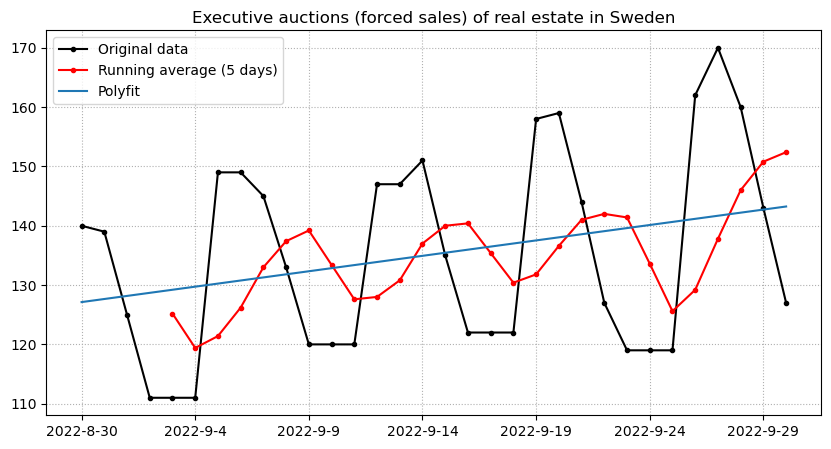 Executive auctions (forced sales) of real estate in Sweden
Original data
Running average (5 days)
Polyfit
170
160
150
140
130
120
110
2022-8-30 2022-9-4 2022-9-9 2022-9-14 2022-9-19 2022-9-24 2022-9-29